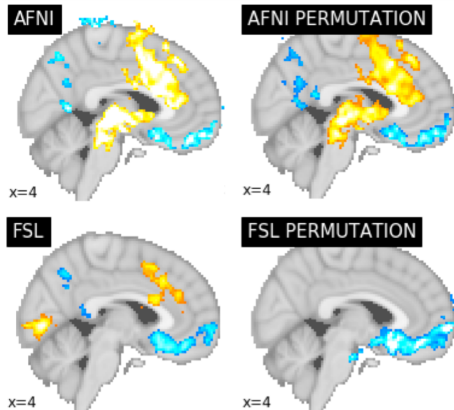 AFNI
AFNI PERMUTATION
x=4
x=4
FSL
FSL PERMUTATION
x=4
x=4